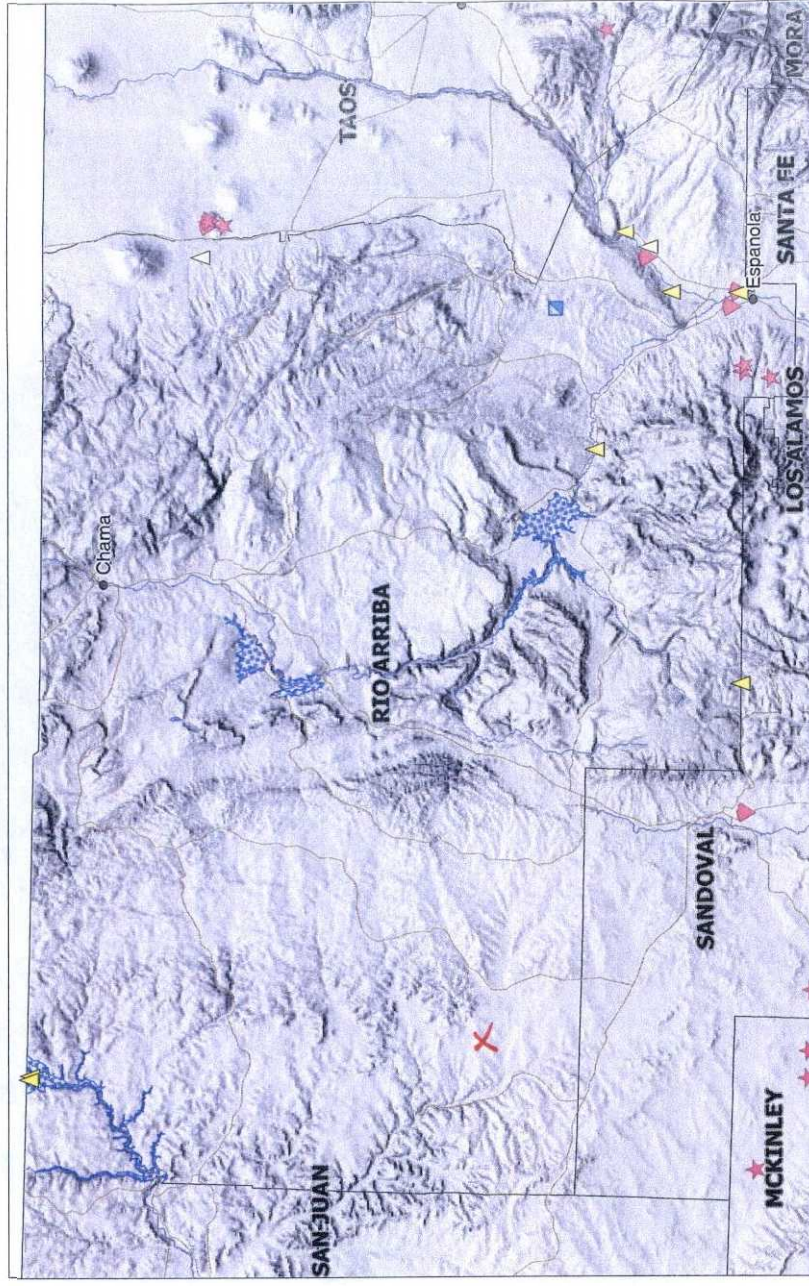 TAOS
MORA
SANTA FE
Espanola
LOS ALAMOS
Chama
RIO ARRIBA
SANDOVAL
MCKINLEY
SAN JUAN